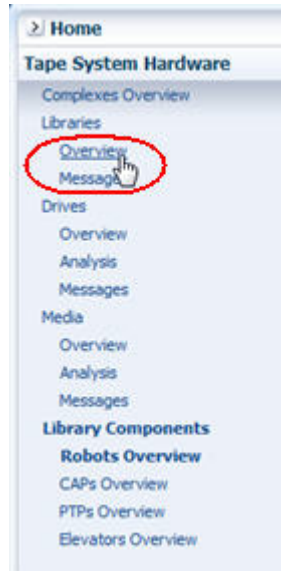 Home
Tape System Hardware
Complexes Overview
Libraries
Overview
Messages
Drives
Overview
Analysis
Messages
Media
Overview
Analysis
Messages
Library Components
Robots Overview
CAPs Overview
PTPs Overview
Elevators Overview